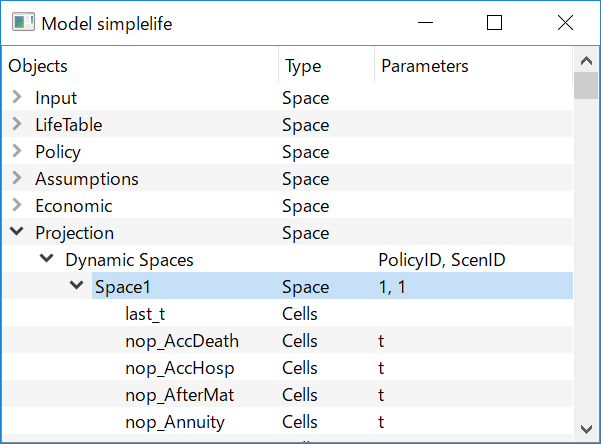 Model simplelife
Objects Type Parameters
Input Space
LifeTable Space
Policy Space
Assumptions Space
Economic Space
Projection Space
Dynamic Spaces PolicyID, ScenID
Space1 Space 1, 1
last_t Cells
nop_AccDeath Cells t
nop_AccHosp Cells t
nop_AfterMat Cells t
nop_Annuity Cells t